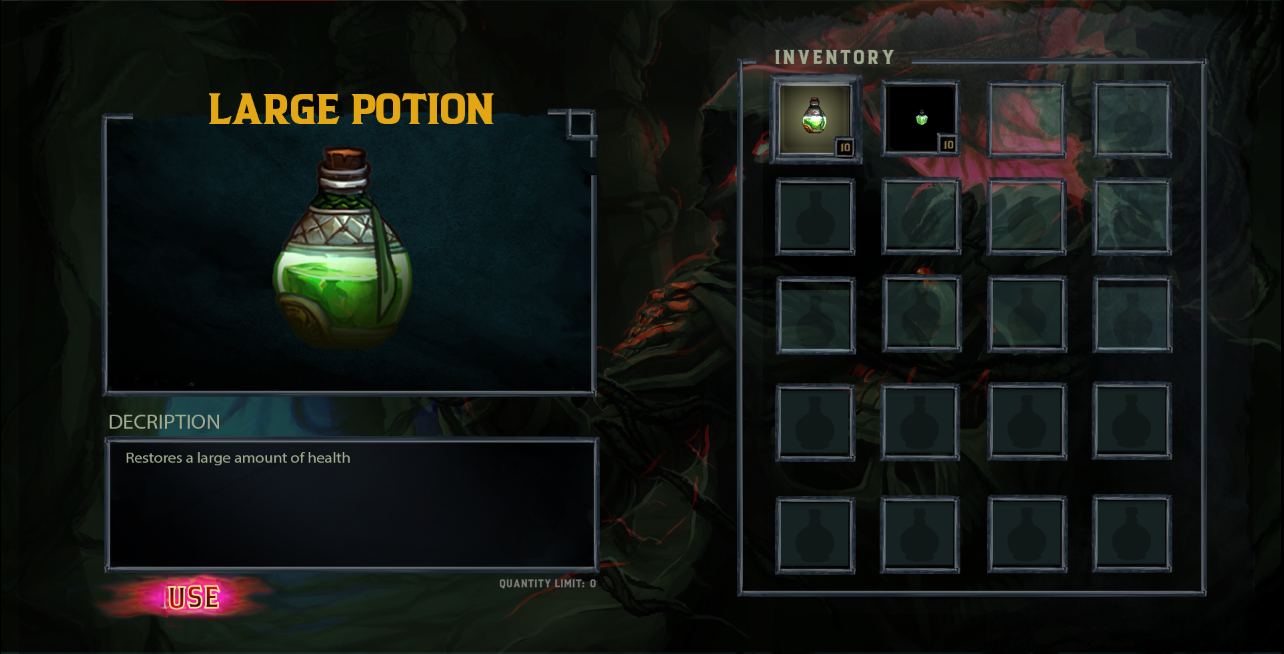 LARGE POTION
DECRIPTION
Restores a large amount of health
QUANTITY LIMIT: 0
USE
INVENTORY
10
10